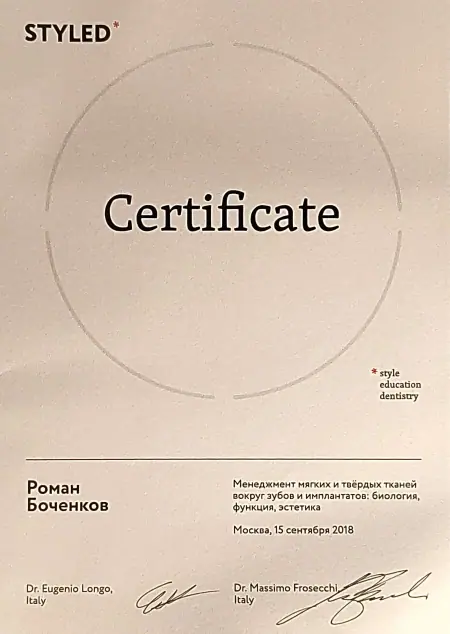 STYLED*
Certificate
* style
education
dentistry
Роман
Боченков
Менеджмент мягких и твёрдых тканей
вокруг зубов и имплантатов: биология,
функция, эстетика
Москва, 15 сентября 2018
Dr. Eugenio Longo,
Italy
Dr. Massimo Frosecchi,
Italy